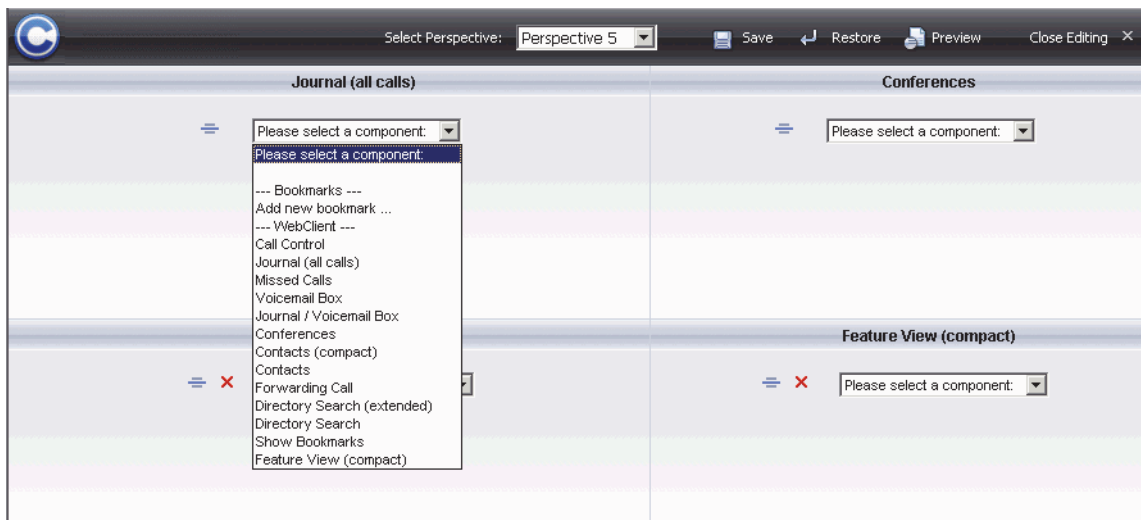 Select Perspective: Perspective 5 Save Restore Preview Close Editing
Journal (all calls)
Conferences
Please select a component:
Please select a component:
Please select a component:
--- Bookmarks ---
Add new bookmark ...
--- WebClient ---
Call Control
Journal (all calls)
Missed Calls
Voicemail Box
Journal / Voicemail Box
Conferences
Contacts (compact)
Contacts
Forwarding Call
Directory Search (extended)
Directory Search
Show Bookmarks
Feature View (compact)
Feature View (compact)
Please select a component: